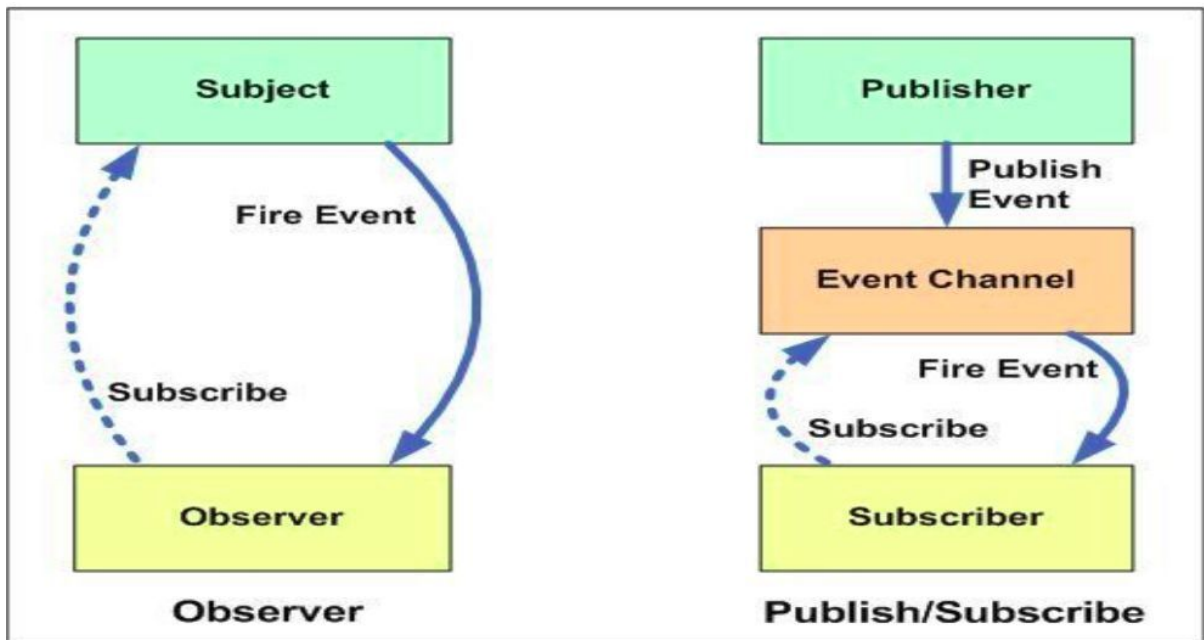 Subject
Fire Event
Subscribe
Observer
Observer
Publisher
Publish
Event
Event Channel
Fire Event
Subscribe
Subscriber
Publish/Subscribe